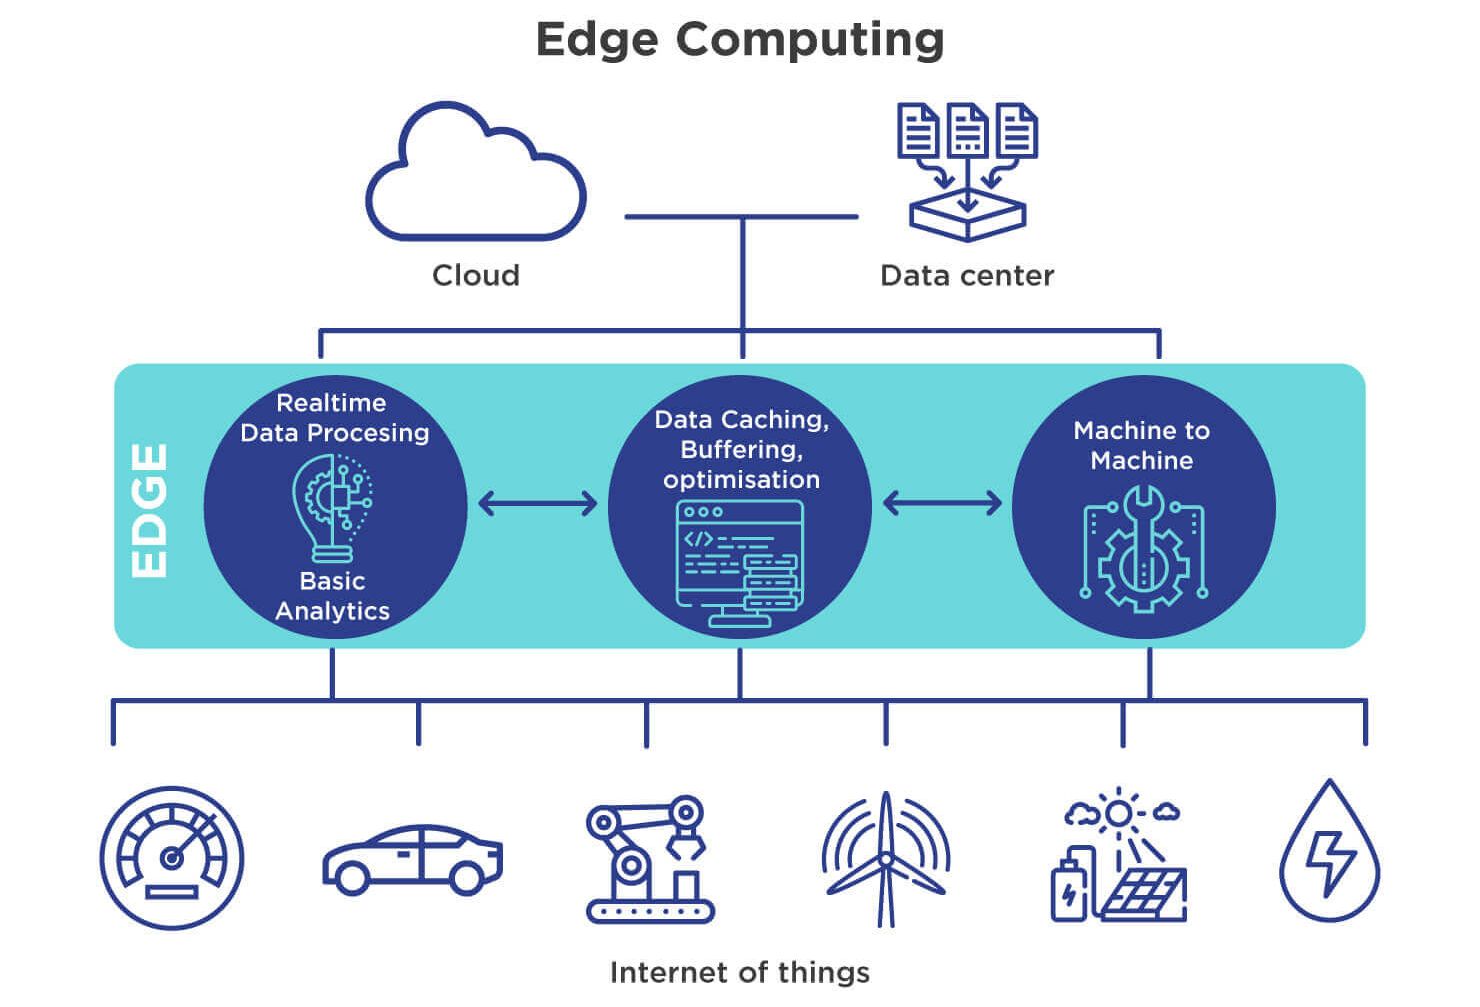 Edge Computing
Cloud
Data center
EDGE
Realtime
Data Procesing
Basic
Analytics
Data Caching,
Buffering,
optimisation
</>
Machine to
Machine
Internet of things